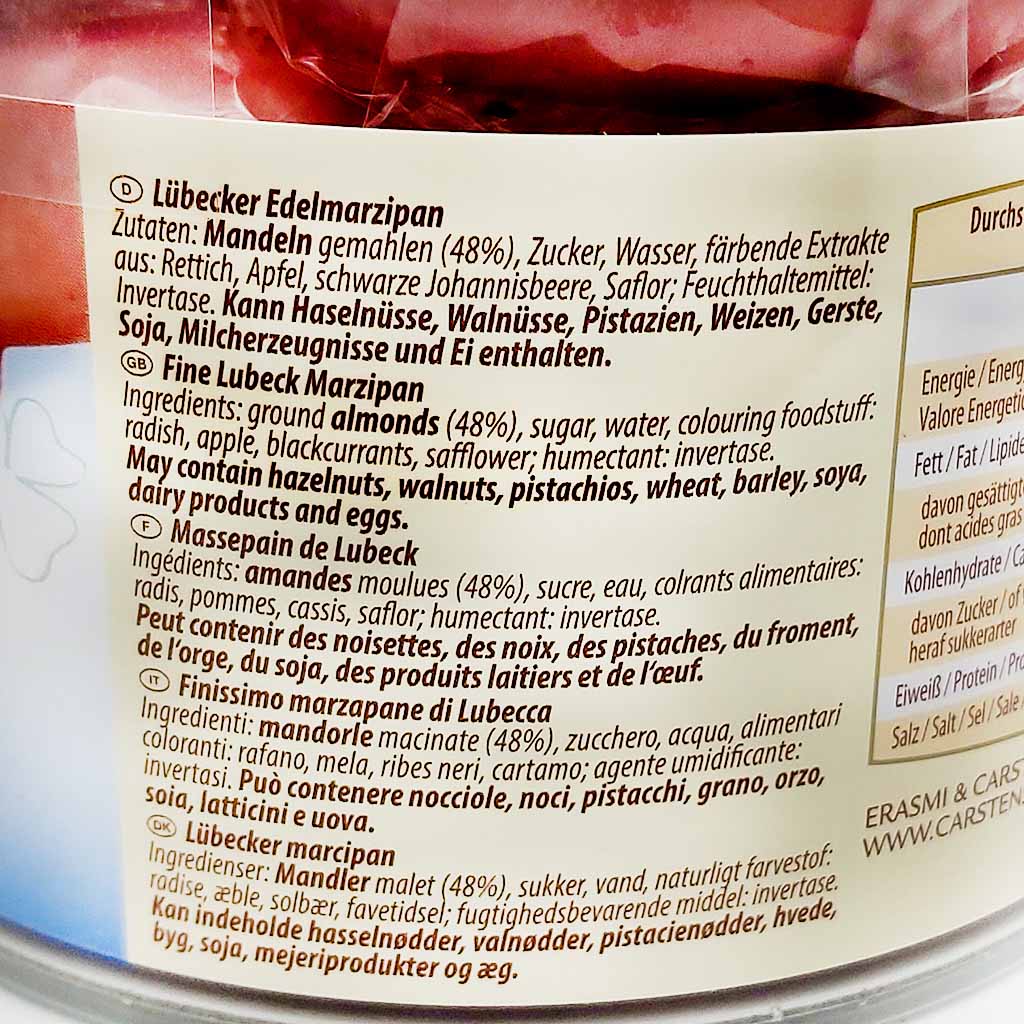 D Lübecker Edelmarzipan
Zutaten: Mandeln gemahlen (48%), Zucker, Wasser, färbende Extrakte
aus: Rettich, Apfel, schwarze Johannisbeere, Saflor; Feuchthaltemittel:
Invertase. Kann Haselnüsse, Walnüsse, Pistazien, Weizen, Gerste,
Soja, Milcherzeugnisse und Ei enthalten.
GB Fine Lubeck Marzipan
Ingredients: ground almonds (48%), sugar, water, colouring foodstuff:
radish, apple, blackcurrants, safflower; humectant: invertase.
May contain hazelnuts, walnuts, pistachios, wheat, barley, soya,
dairy products and eggs.
F Massepain de Lubeck
Ingédients: amandes moulues (48%), sucre, eau, colrants alimentaires:
radis, pommes, cassis, saflor; humectant: invertase.
Peut contenir des noisettes, des noix, des pistaches, du froment,
de l'orge, du soja, des produits laitiers et de l'œuf.
IT Finissimo marzapane di Lubecca
Ingredienti: mandorle macinate (48%), zucchero, acqua, alimentari
coloranti: rafano, mela, ribes neri, cartamo; agente umidificante:
invertasi. Può contenere nocciole, noci, pistacchi, grano, orzo,
soia, latticini e uova.
DK Lübecker marcipan
Ingredienser: Mandler malet (48%), sukker, vand, naturligt farvestof:
radise, æble, solbær, favetidsel; fugtighedsbevarende middel: invertase.
Kan indeholde hasselnødder, valnødder, pistacienødder, hvede,
byg, soja, mejeriprodukter og æg.
Durchs
Energie / Energ
Valore Energetic
Fett / Fat / Lipide
davon gesättigt
dont acides gras
Kohlenhydrate / Ca
davon Zucker / of
heraf sukkerarter
Eiweiß / Protein / Pro
Salz / Salt / Sel / Sale /
ERASMI & CARST
WWW.CARSTEN